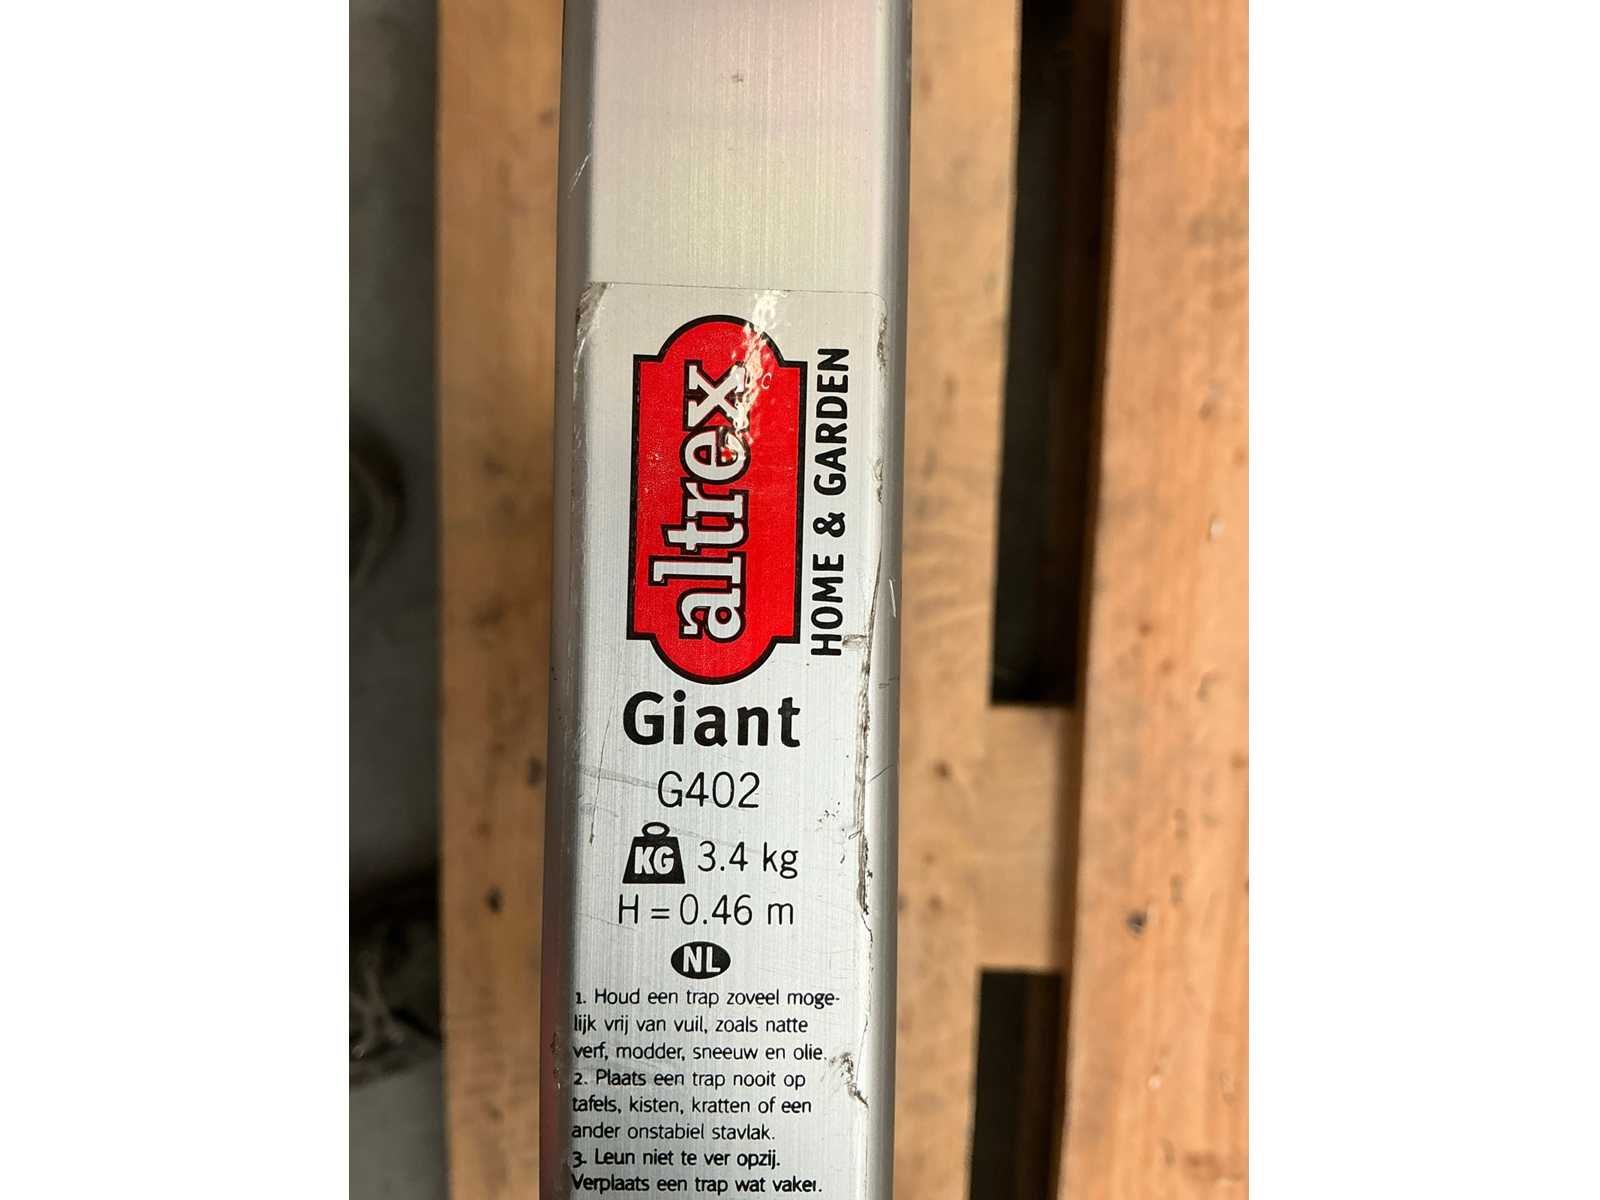 altrex
HOME & GARDEN
Giant
G402
KG 3.4 kg
H = 0.46 m
NL
1. Houd een trap zoveel moge-
lijk vrij van vuil, zoals natte
verf, modder, sneeuw en olie.
2. Plaats een trap nooit op
tafels, kisten, kratten of een
ander onstabiel stavlak.
3. Leun niet te ver opzij.
Verplaats een trap wat vaker.